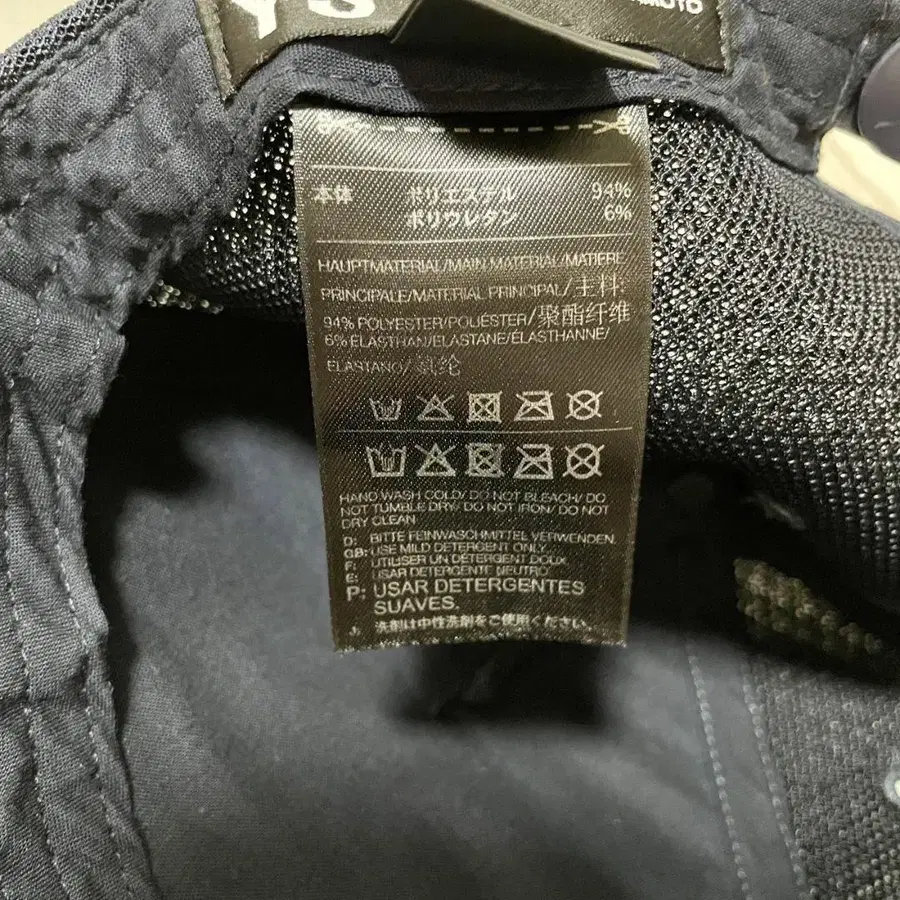 本体 ポリエステル 94%
ポリウレタン 6%
HAUPTMATERIAL/MAIN MATERIAL/MATIERE
PRINCIPALE/MATERIAL PRINCIPAL/主料:
94% POLYESTER/POLIÉSTER/聚酯纤维
6% ELASTHAN/ELASTANE/ELASTHANNE/
ELASTANO/氨纶
HAND WASH COLD/ DO NOT BLEACH/ DO
NOT TUMBLE DRY/ DO NOT IRON/ DO NOT
DRY CLEAN
D: BITTE FEINWASCHMITTEL VERWENDEN.
GB: USE MILD DETERGENT ONLY.
F: UTILISER UN DETERGENT DOUX
E: USAR DETERGENTE NEUTRO
P: USAR DETERGENTES
SUAVES.
J: 洗剤は中性洗剤をご使用ください。